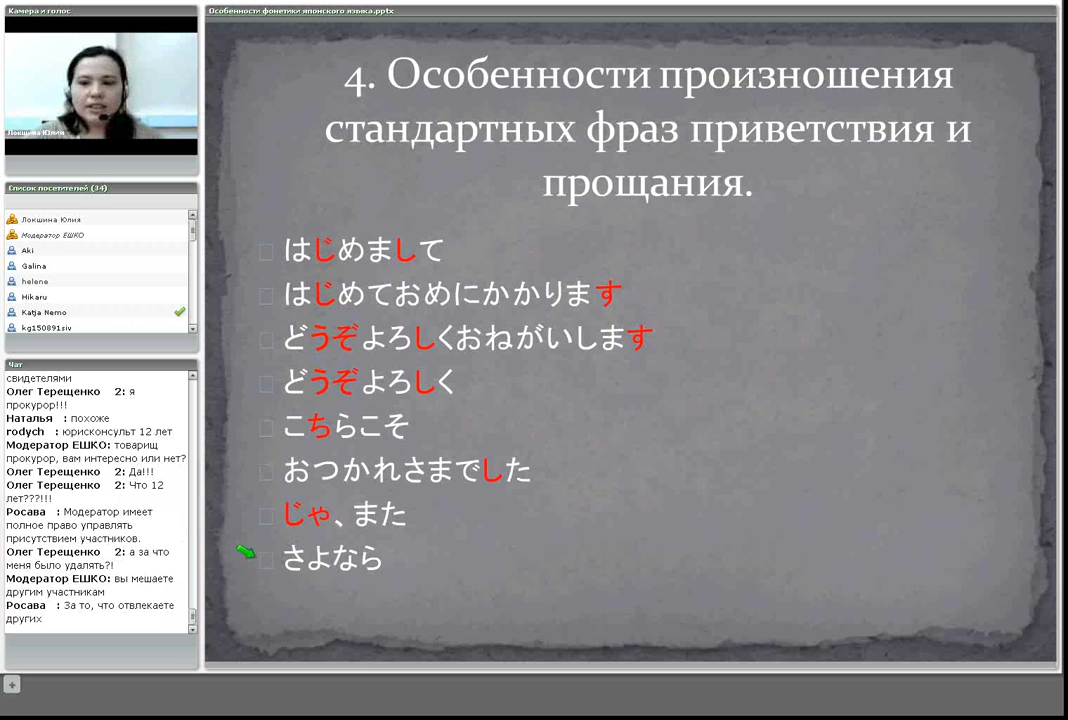 Камера и голос
Локшина Юлия
Список посетителей (34)
Локшина Юлия
Модератор ЕШКО
Aki
Galina
helene
Hikaru
Katja Nemo
kg150891siv
Чат
свидетелями
Олег Терещенко 2: я
прокурор!!!
Наталья : похоже
rodych : юрисконсульт 12 лет
Модератор ЕШКО: товарищ
прокурор, вам интересно или нет?
Олег Терещенко 2: Да!!!
Олег Терещенко 2: Что 12
лет???!!!
Росава : Модератор имеет
полное право управлять
присутствием участников.
Олег Терещенко 2: а за что
меня было удалять?!
Модератор ЕШКО: вы мешаете
другим участникам
Росава : За то, что отвлекаете
других
Особенности фонетики японского языка.pptx
4. Особенности произношения
стандартных фраз приветствия и
прощания.
はじめまして
はじめておめにかかります
どうぞよろしくおねがいします
どうぞよろしく
こちらこそ
おつかれさまでした
じゃ、また
さよなら